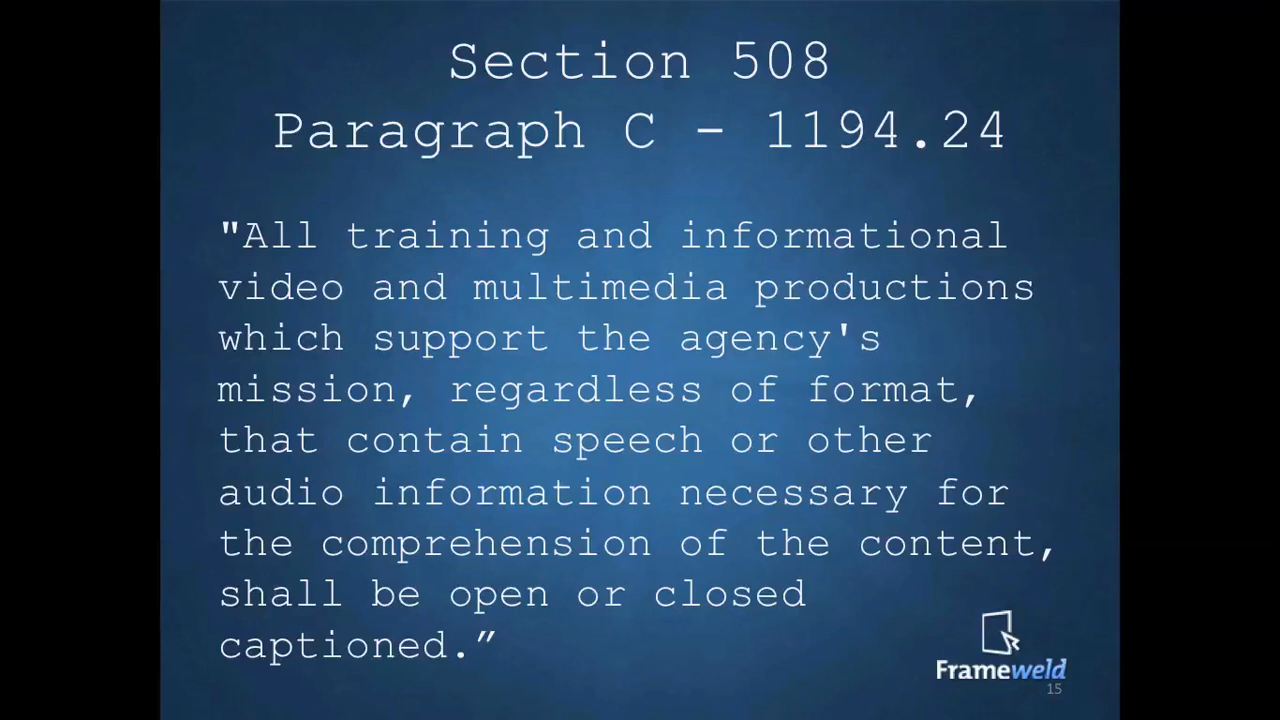 Section 508
Paragraph C - 1194.24
"All training and informational
video and multimedia productions
which support the agency's
mission, regardless of format,
that contain speech or other
audio information necessary for
the comprehension of the content,
shall be open or closed
captioned.”
Frameweld
15